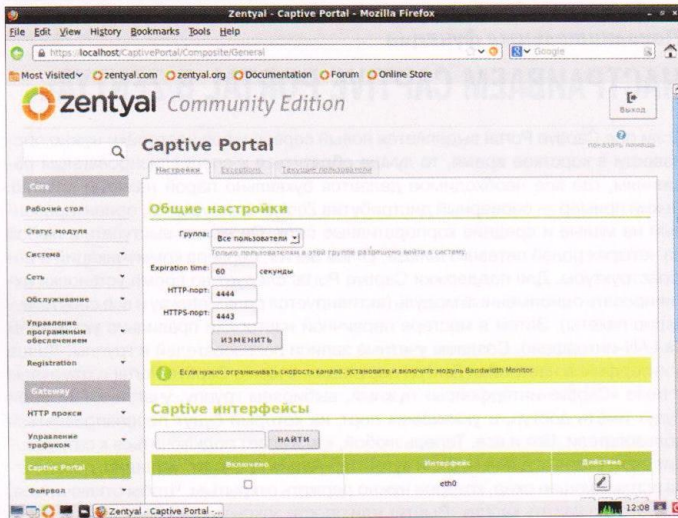 Zentyal - Captive Portal - Mozilla Firefox
File Edit View History Bookmarks Tools Help
https://localhost/CaptivePortal/Composite/General
Google
Most Visited zentyal.com zentyal.org Documentation Forum Online Store
zentyal Community Edition
Выход
Captive Portal
показать помощь
Настройки Exceptions Текущие пользователи
Core
Рабочий стол
Статус модуля
Система
Сеть
Обслуживание
Управление программным обеспечением
Registration
Gateway
HTTP прокси
Управление трафиком
Captive Portal
Файрвол
Общие настройки
Группа: Все пользователи
Только пользователям этой группе разрешено войти в систему.
Expiration time: 60 секунды
HTTP-порт: 4444
HTTPS-порт: 4443
ИЗМЕНИТЬ
Если нужно ограничивать скорость канала, установите и включите модуль Bandwidth Monitor.
Captive интерфейсы
НАЙТИ
Включено Интерфейс Действие
eth0
Zentyal - Captive Portal -...
12:08